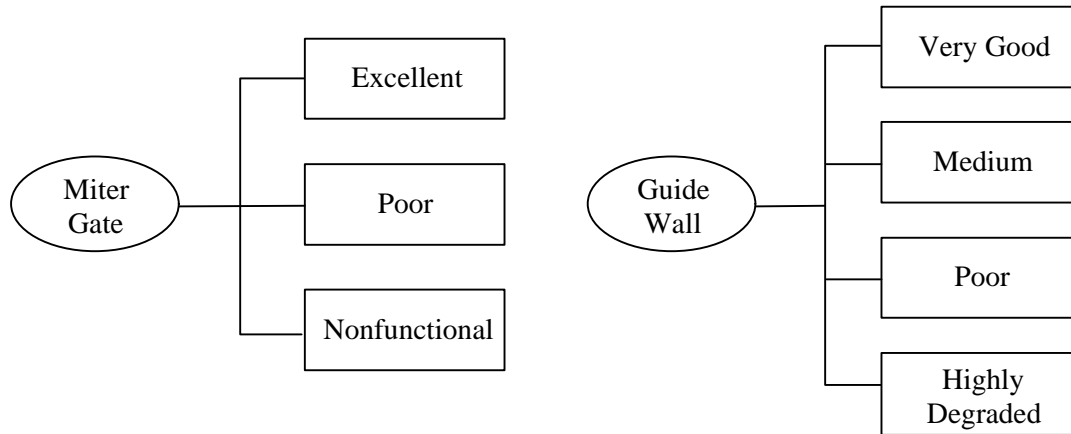 Miter
Gate
Excellent
Poor
Nonfunctional
Guide
Wall
Very Good
Medium
Poor
Highly
Degraded